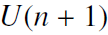 U(n + 1)